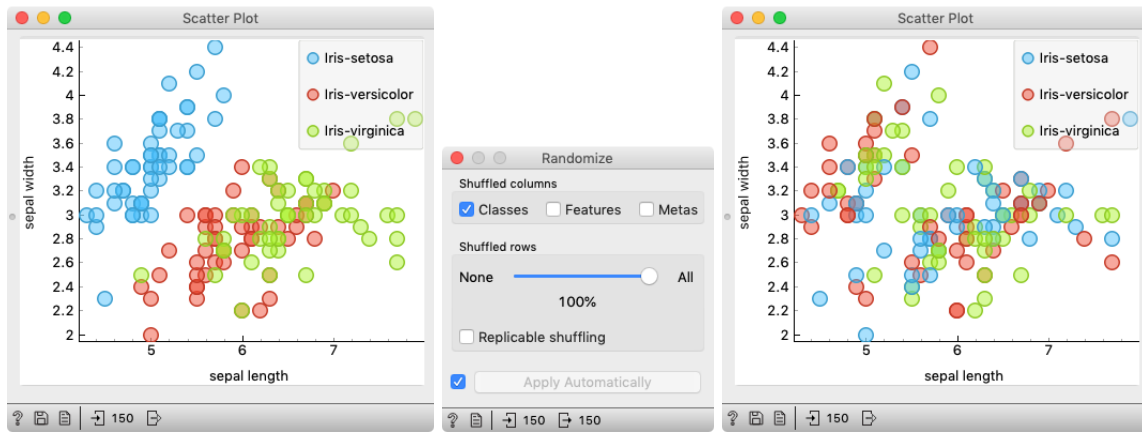 Scatter Plot
4.4
4.2
4
3.8
3.6
3.4
3.2
3
2.8
2.6
2.4
2.2
2
sepal width
Iris-setosa
Iris-versicolor
Iris-virginica
5 6 7
sepal length
? 150
Randomize
Shuffled columns
Classes Features Metas
Shuffled rows
None All
100%
Replicable shuffling
Apply Automatically
? 150 150
Scatter Plot
4.4
4.2
4
3.8
3.6
3.4
3.2
3
2.8
2.6
2.4
2.2
2
sepal width
Iris-setosa
Iris-versicolor
Iris-virginica
5 6 7
sepal length
? 150